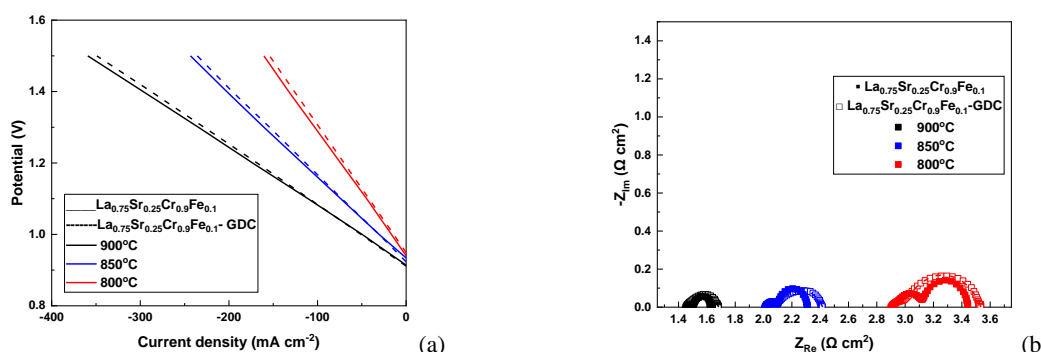 1.6
1.4
1.2
1.0
0.8
Potential (V)
____La0.75Sr0.25Cr0.9Fe0.1
La0.75Sr0.25Cr0.9Fe0.1- GDC
900°C
850°C
800°C
-400 -300 -200 -100 0
Current density (mA cm-2)
(a)
1.4
1.2
1.0
0.8
0.6
0.4
0.2
0.0
-ZIm (Ω cm2)
La0.75Sr0.25Cr0.9Fe0.1
La0.75Sr0.25Cr0.9Fe0.1-GDC
900°C
850°C
800°C
1.4 1.6 1.8 2.0 2.2 2.4 2.6 2.8 3.0 3.2 3.4 3.6
ZRe (Ω cm2)
(b